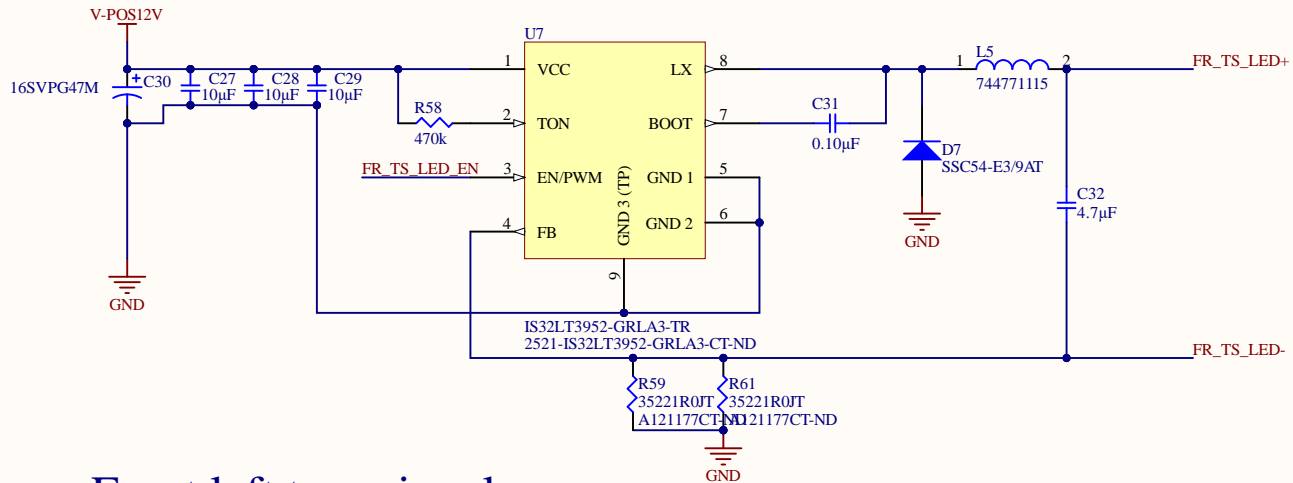 V-POS12V
16SVPG47M
+
C30
C27
10μF
C28
10μF
C29
10μF
R58
470k
FR_TS_LED_EN
U7
1
VCC
2
TON
3
EN/PWM
4
FB
LX
8
BOOT
7
GND 1
5
GND 2
6
GND 3 (TP)
9
IS32LT3952-GRLA3-TR
2521-IS32LT3952-GRLA3-CT-ND
C31
0.10μF
D7
SSC54-E3/9AT
GND
L5
1
2
744771115
FR_TS_LED+
C32
4.7μF
FR_TS_LED-
R59
35221R0JT
A121177CT-ND
R61
35221R0JT
A121177CT-ND
GND
GND